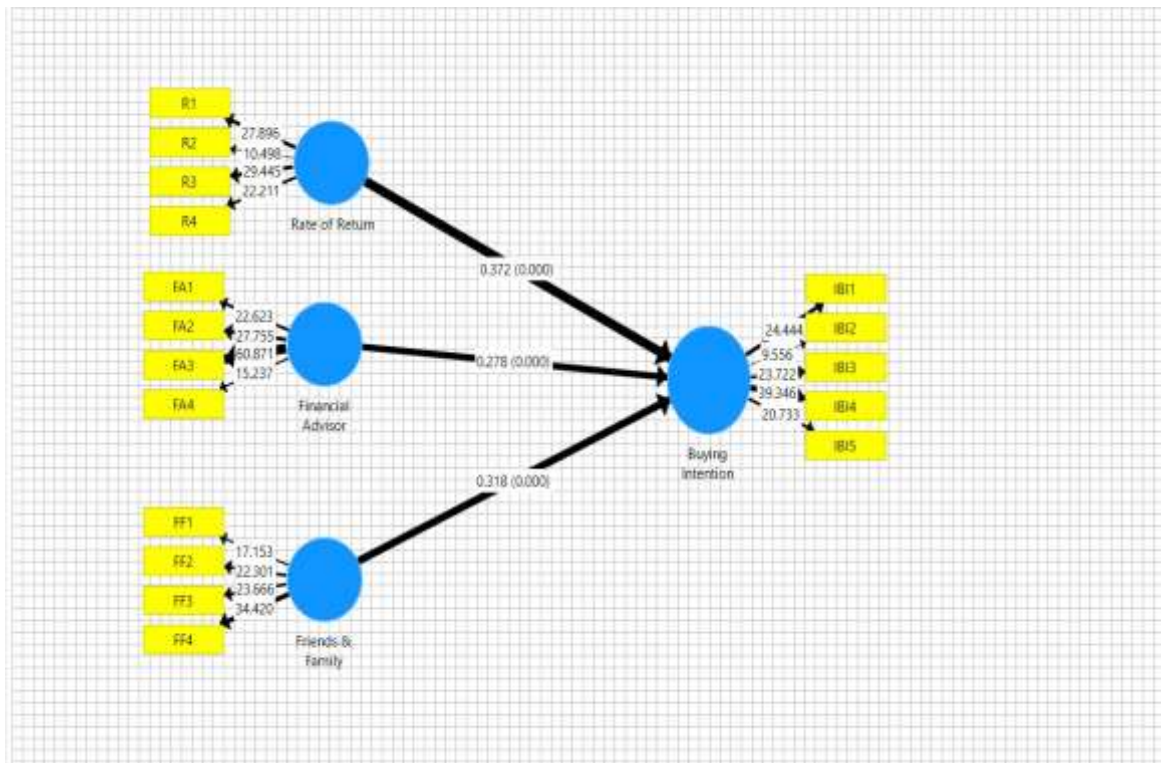 R1
27.896
R2
10.498
29.445
R3
22.211
R4
Rate of Return
0.372 (0.000)
FA1
22.623
FA2
27.755
60.871
FA3
15.237
FA4
0.278 (0.000)
Financial
Advisor
IBI1
24.444
IBI2
9.556
23.722
IBI3
39.346
IBI4
20.733
IBI5
Buying
Intention
0.318 (0.000)
FF1
17.153
FF2
22.301
23.666
FF3
34.420
FF4
Friends &
Family